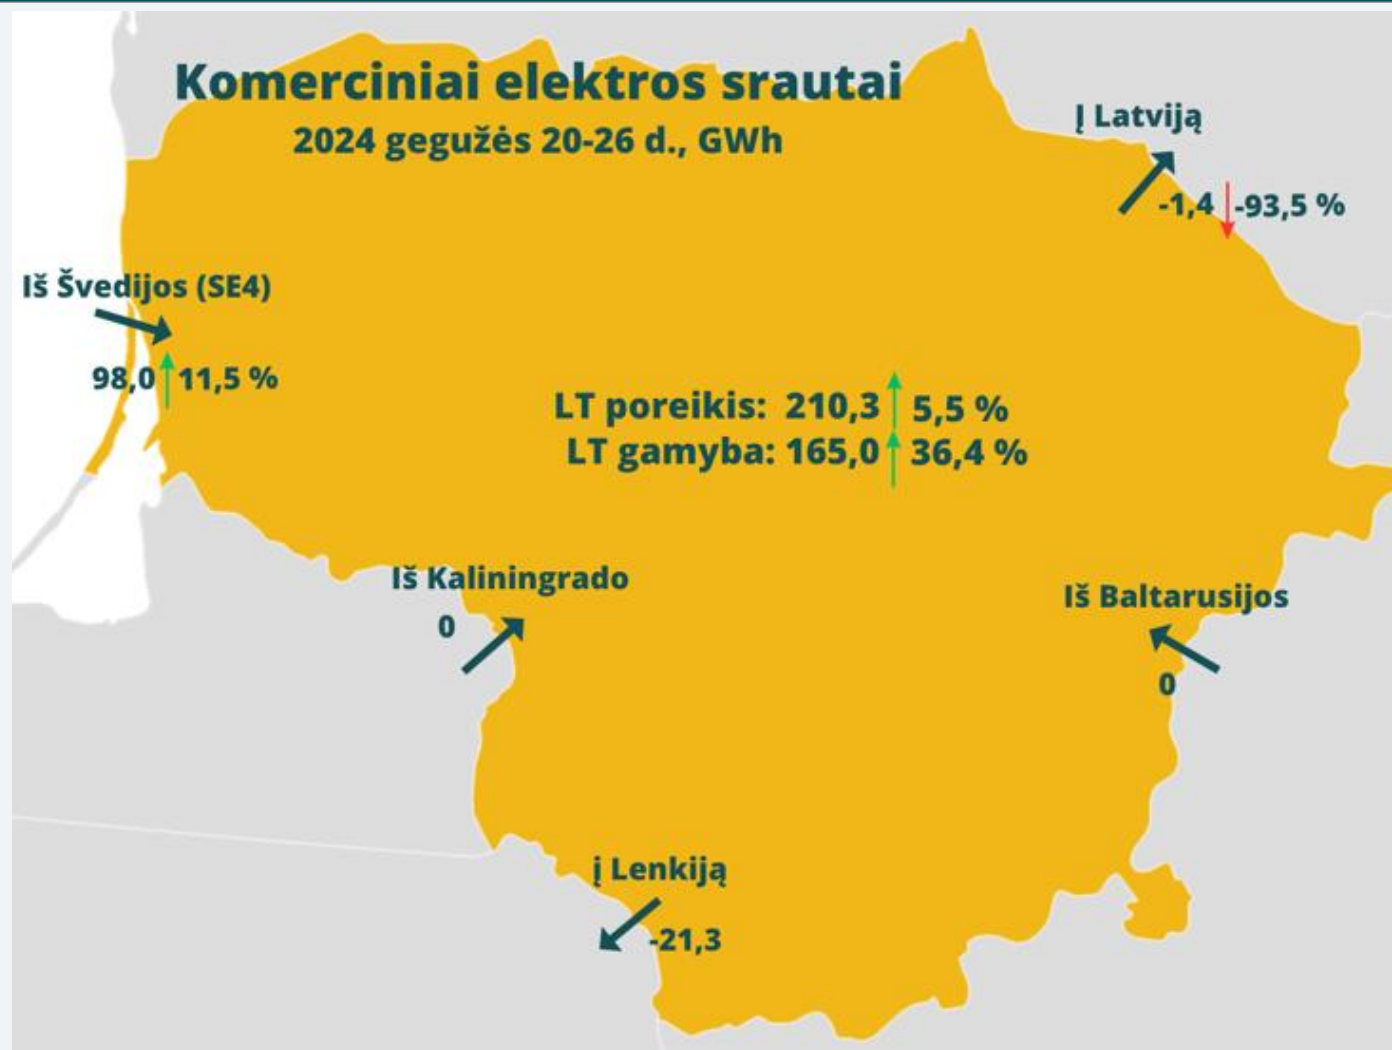 Komerciniai elektros srautai
2024 gegužės 20-26 d., GWh
Į Latviją
-1,4 -93,5 %
Iš Švedijos (SE4)
98,0 11,5 %
LT poreikis: 210,3 5,5 %
LT gamyba: 165,0 36,4 %
Iš Kaliningrado
0
Iš Baltarusijos
0
į Lenkiją
-21,3